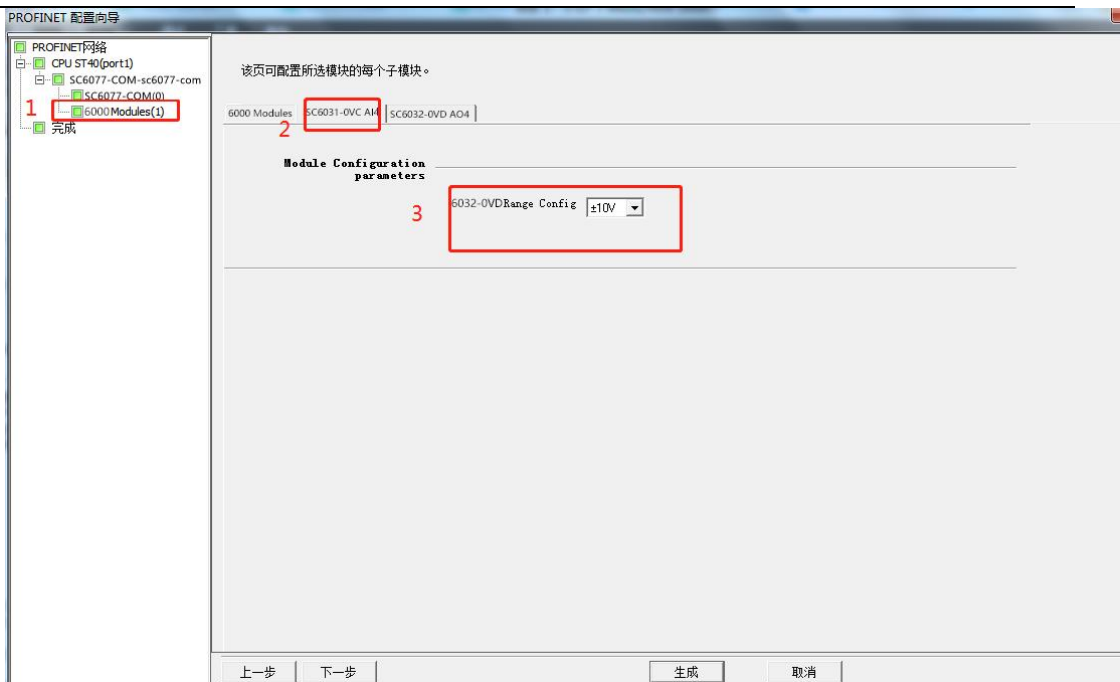 PROFINET 配置向导
PROFINET网络
CPU ST40(port1)
SC6077-COM-sc6077-com
SC6077-COM(0)
1
6000Modules(1)
完成
该页可配置所选模块的每个子模块。
6000 Modules
SC6031-0VC AI4
SC6032-0VD AO4
2
Module Configuration
parameters
3
6032-0VDRange Config
±10V
上一步
下一步
生成
取消